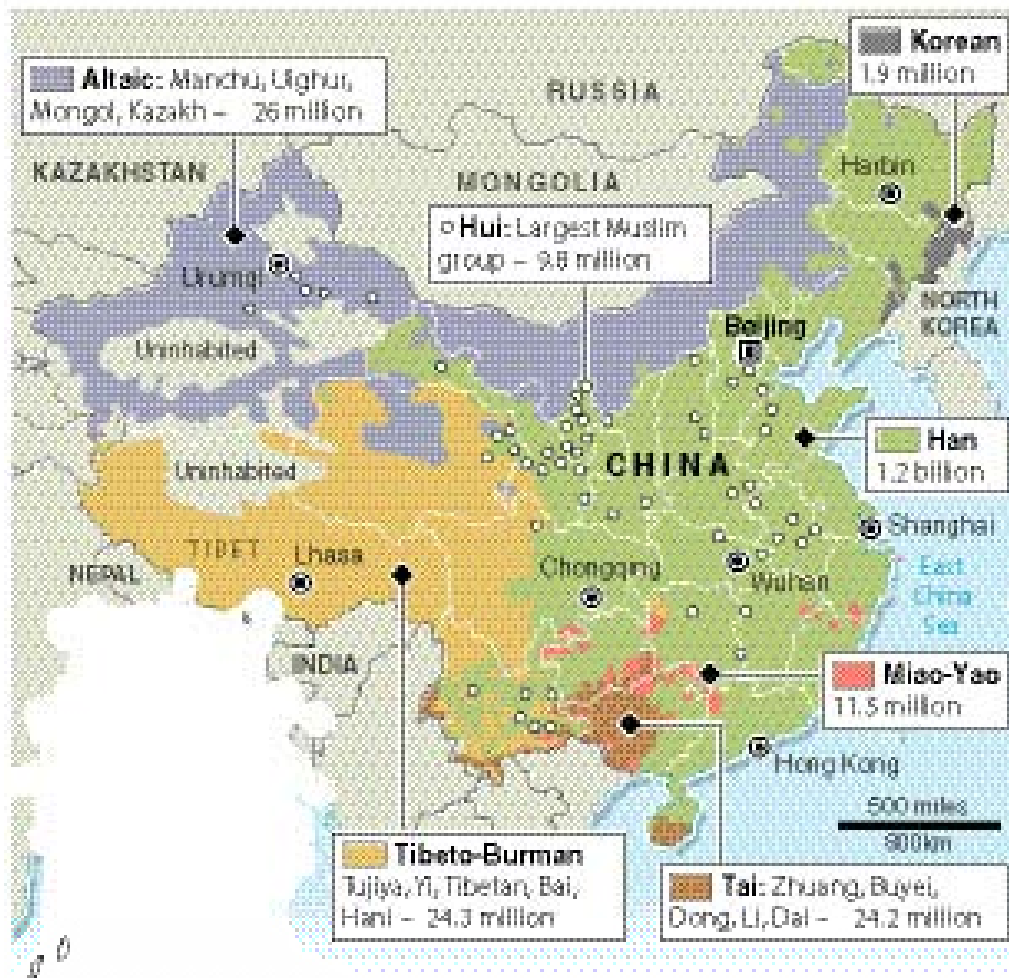 Korean
1.9 million
Altaic: Manchu, Uighur,
Mongol, Kazakh – 26 million
RUSSIA
KAZAKHSTAN
MONGOLIA
Harbin
Hui: Largest Muslim
group – 9.8 million
Urumqi
NORTH
KOREA
Beijing
Uninhabited
Han
1.2 billion
CHINA
Uninhabited
Shanghai
TIBET
Lhasa
NEPAL
Chongqing
Wuhan
East
China
Sea
INDIA
Miao-Yao
11.5 million
Hong Kong
500 miles
800km
Tibeto-Burman
Tujiya, Yi, Tibetan, Bai,
Hani – 24.3 million
Tai: Zhuang, Buyei,
Dong, Li, Dai – 24.2 million